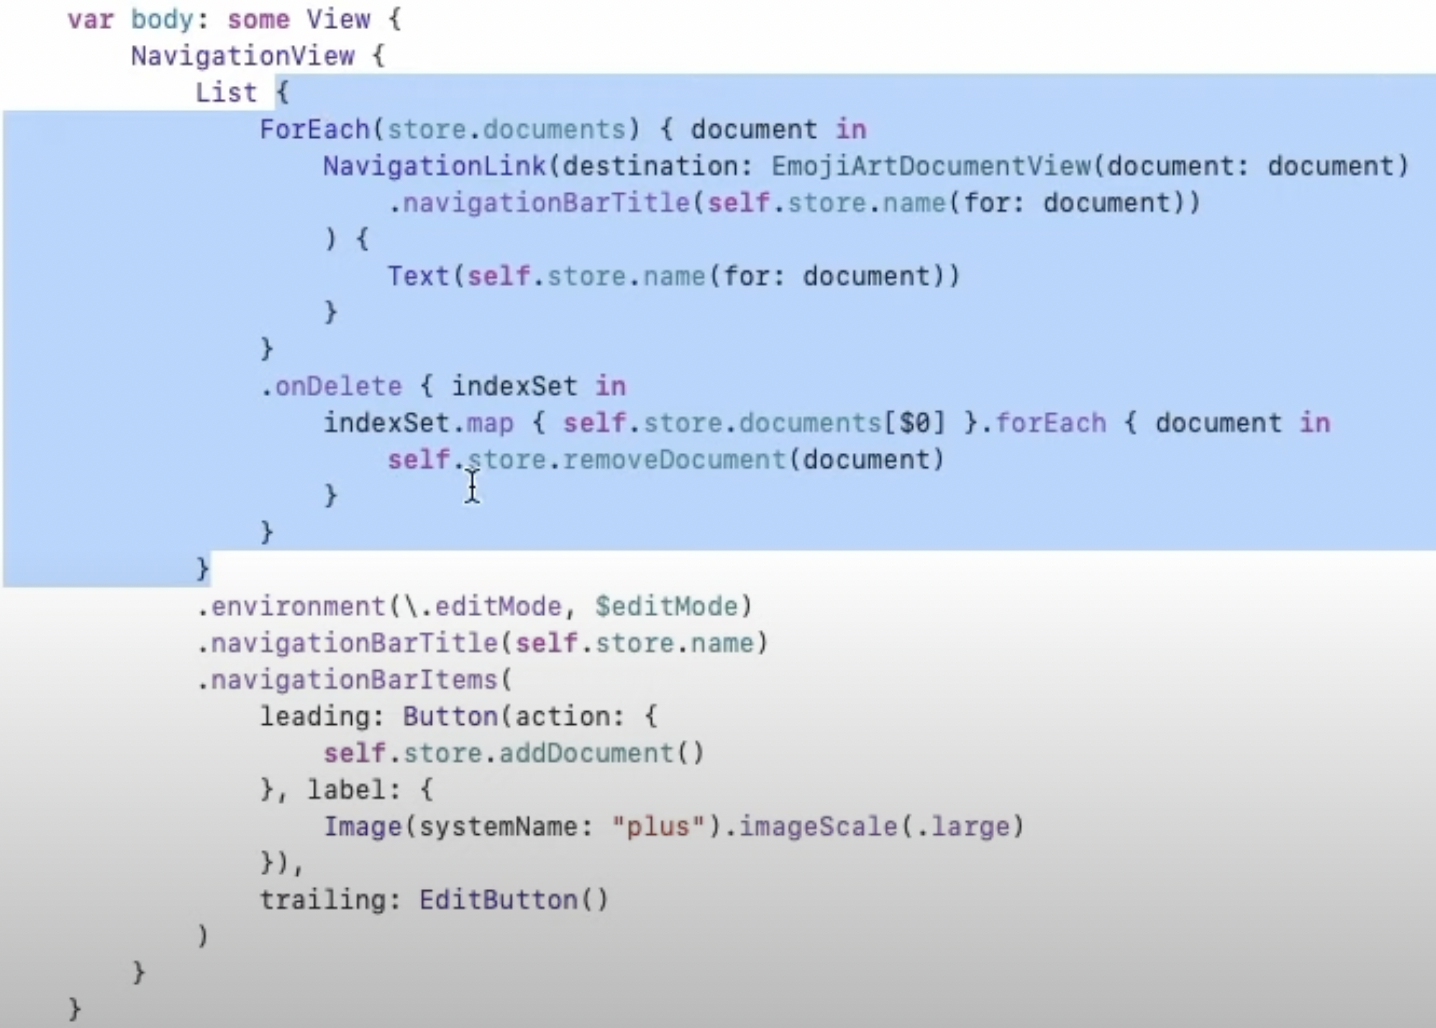 var body: some View {
NavigationView {
List {
ForEach(store.documents) { document in
NavigationLink(destination: EmojiArtDocumentView(document: document)
.navigationBarTitle(self.store.name(for: document))
) {
Text(self.store.name(for: document))
}
}
.onDelete { indexSet in
indexSet.map { self.store.documents[$0] }.forEach { document in
self.store.removeDocument(document)
}
}
}
.environment(\.editMode, $editMode)
.navigationBarTitle(self.store.name)
.navigationBarItems(
leading: Button(action: {
self.store.addDocument()
}, label: {
Image(systemName: "plus").imageScale(.large)
}),
trailing: EditButton()
)
}
}